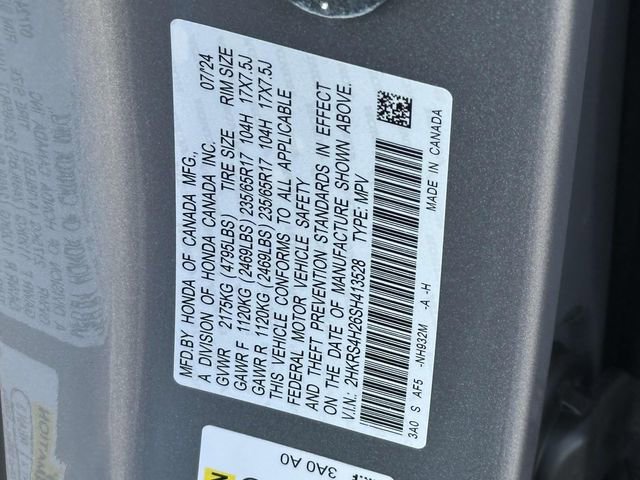 MFD.BY HONDA OF CANADA MFG.,
A DIVISION OF HONDA CANADA INC. 07/24
GVWR 2175KG (4795LBS) TIRE SIZE RIM SIZE
GAWR F 1120KG (2469LBS) 235/65R17 104H 17X7.5J
GAWR R 1120KG (2469LBS) 235/65R17 104H 17X7.5J
THIS VEHICLE CONFORMS TO ALL APPLICABLE
FEDERAL MOTOR VEHICLE SAFETY
AND THEFT PREVENTION STANDARDS IN EFFECT
ON THE DATE OF MANUFACTURE SHOWN ABOVE.
V.I.N.: 2HKRS4H26SH413528 TYPE: MPV
3A0 S AF5 -NH932M A -H
MADE IN CANADA
3A0 A0